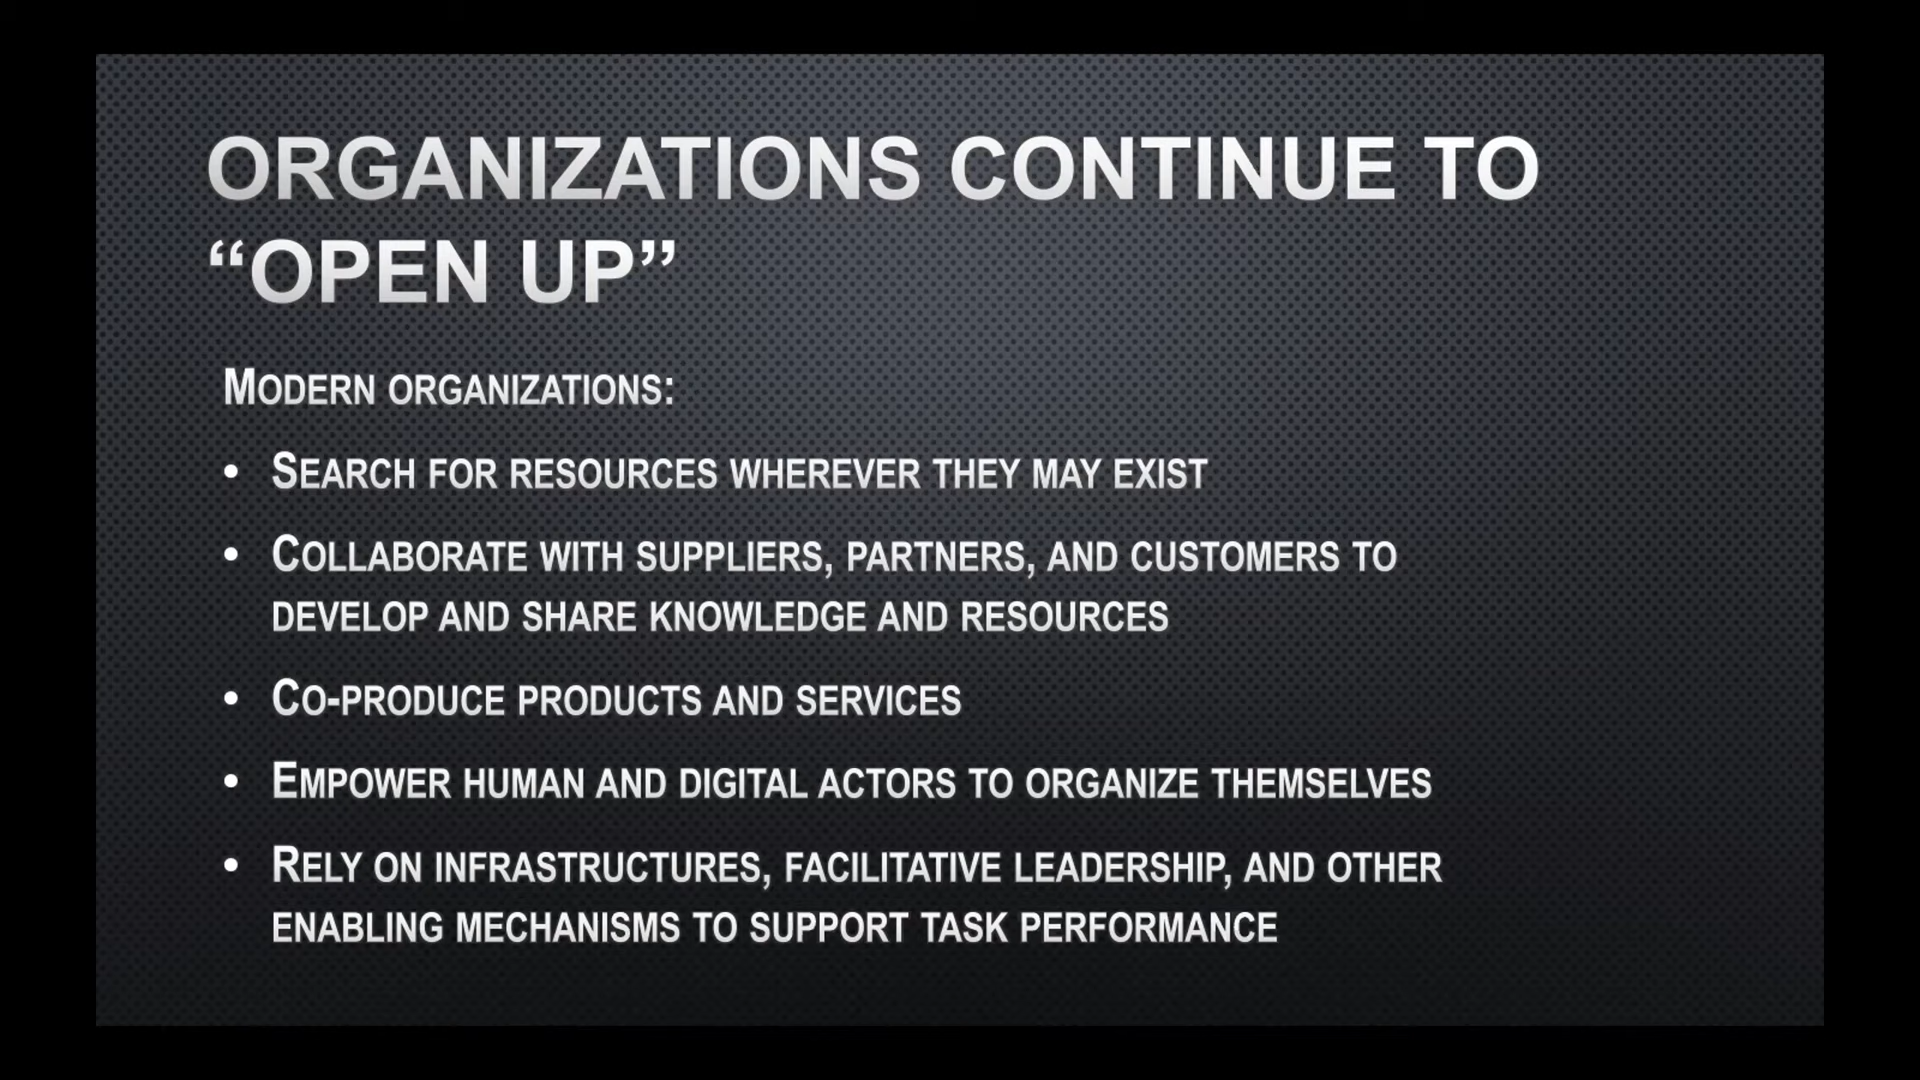 ORGANIZATIONS CONTINUE TO
“OPEN UP”
MODERN ORGANIZATIONS:
• SEARCH FOR RESOURCES WHEREVER THEY MAY EXIST
• COLLABORATE WITH SUPPLIERS, PARTNERS, AND CUSTOMERS TO
DEVELOP AND SHARE KNOWLEDGE AND RESOURCES
• CO-PRODUCE PRODUCTS AND SERVICES
• EMPOWER HUMAN AND DIGITAL ACTORS TO ORGANIZE THEMSELVES
• RELY ON INFRASTRUCTURES, FACILITATIVE LEADERSHIP, AND OTHER
ENABLING MECHANISMS TO SUPPORT TASK PERFORMANCE